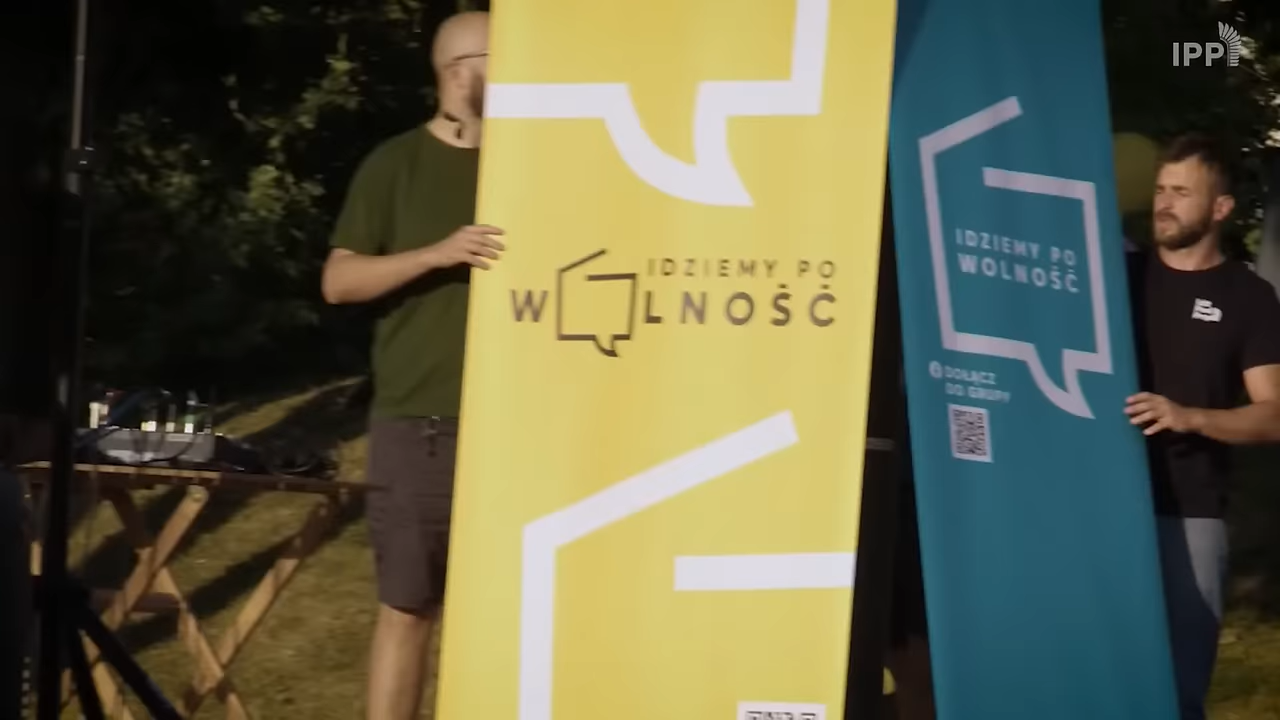 IPP
IDZIEMY PO
WOLNOŚĆ
IDZIEMY PO
WOLNOŚĆ
DOŁĄCZ
DO GRUPY